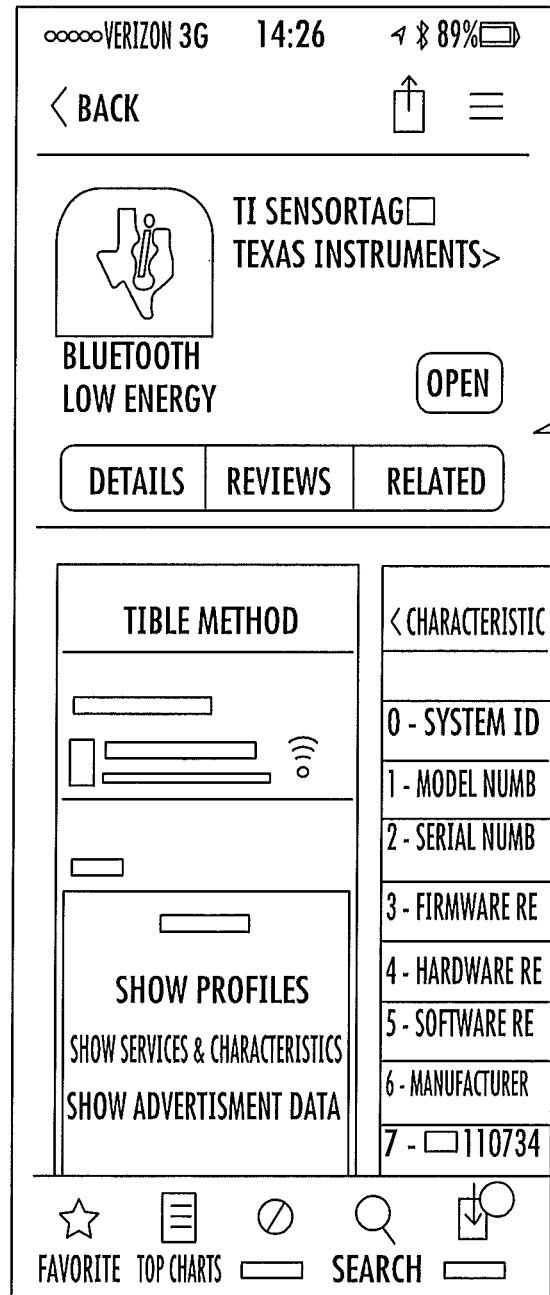 VERIZON 3G 14:26 89%
BACK
TI SENSORTAG
TEXAS INSTRUMENTS>
BLUETOOTH
LOW ENERGY
OPEN
DETAILS REVIEWS RELATED
TIBLE METHOD
SHOW PROFILES
SHOW SERVICES & CHARACTERISTICS
SHOW ADVERTISMENT DATA
< CHARACTERISTIC
0 - SYSTEM ID
1 - MODEL NUMB
2 - SERIAL NUMB
3 - FIRMWARE RE
4 - HARDWARE RE
5 - SOFTWARE RE
6 - MANUFACTURER
7 - 110734
FAVORITE TOP CHARTS SEARCH